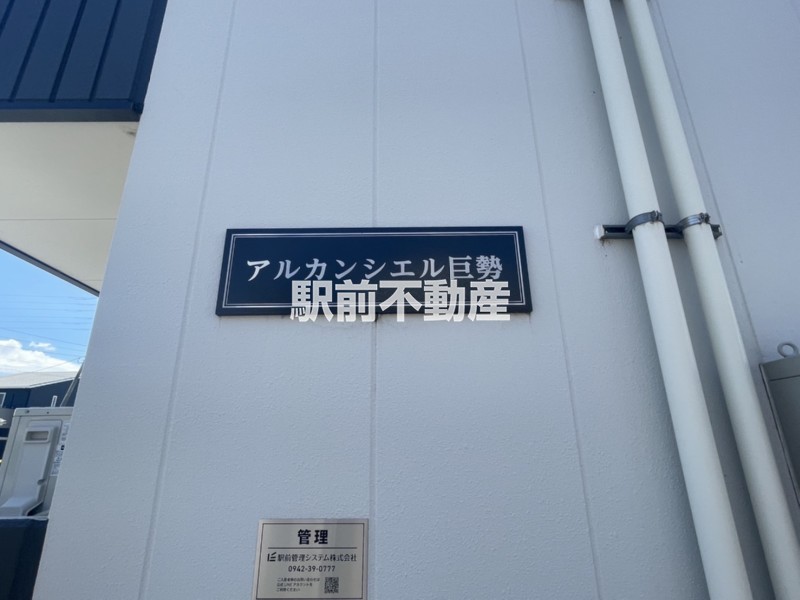 アルカンシエル巨勢
駅前不動産
管理
駅前管理システム株式会社
0942-39-0777